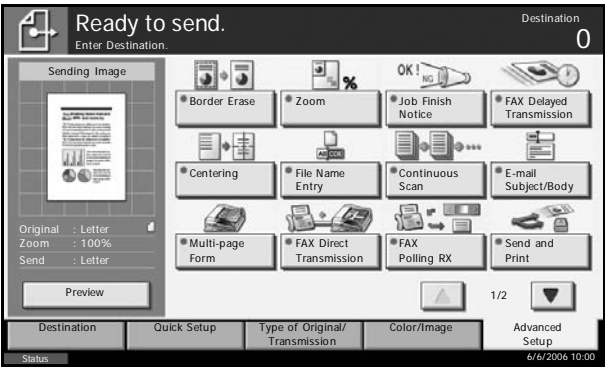 Ready to send.
Destination
Enter Destination.
0
Sending Image
Original : Letter
Zoom : 100%
Send : Letter
Preview
OK!
NG
%
Border Erase
Zoom
Job Finish
Notice
FAX Delayed
Transmission
ABCDE
Centering
File Name
Entry
Continuous
Scan
E-mail
Subject/Body
Multi-page
Form
FAX Direct
Transmission
FAX
Polling RX
Send and
Print
1/2
Destination
Quick Setup
Type of Original/
Transmission
Color/Image
Advanced
Setup
Status
6/6/2006 10:00